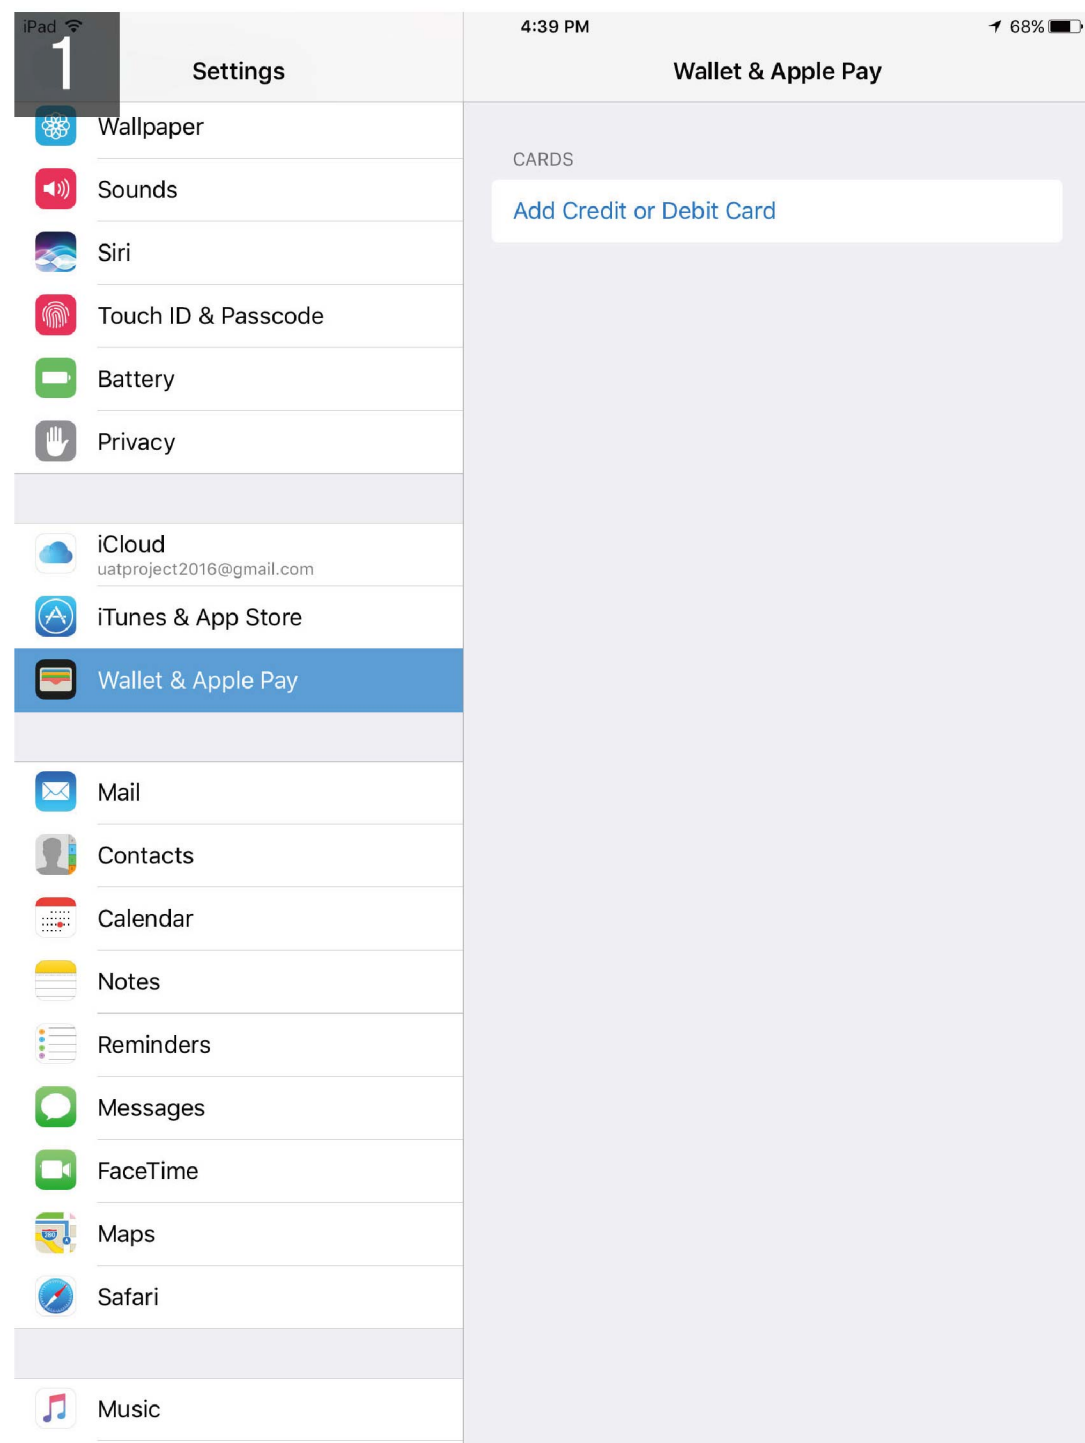 iPad
4:39 PM
68%
1
Settings
Wallet & Apple Pay
Wallpaper
Sounds
Siri
Touch ID & Passcode
Battery
Privacy
iCloud
uatproject2016@gmail.com
iTunes & App Store
Wallet & Apple Pay
Mail
Contacts
Calendar
Notes
Reminders
Messages
FaceTime
Maps
Safari
Music
CARDS
Add Credit or Debit Card